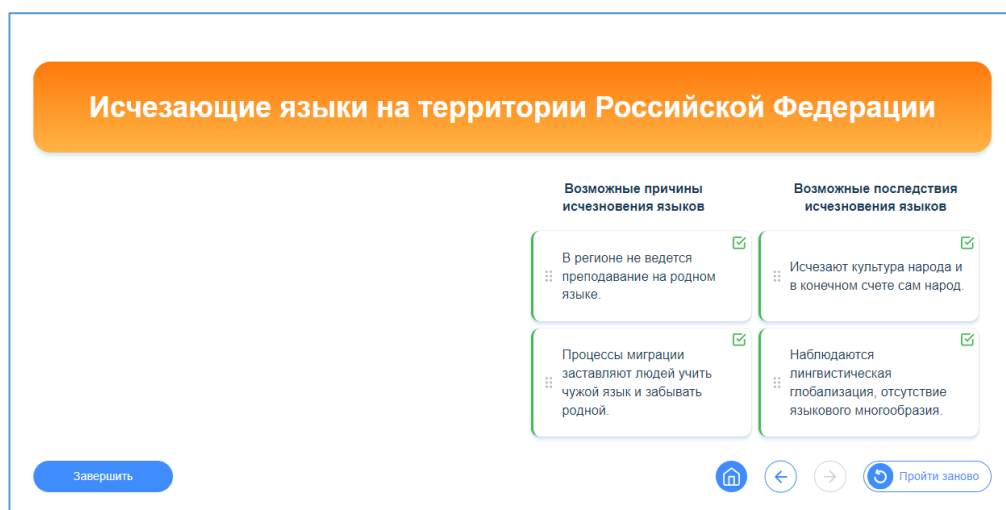 Исчезающие языки на территории Российской Федерации
Возможные причины
исчезновения языков
Возможные последствия
исчезновения языков
В регионе не ведется
преподавание на родном
языке.
Исчезают культура народа и
в конечном счете сам народ.
Процессы миграции
заставляют людей учить
чужой язык и забывать
родной.
Наблюдаются
лингвистическая
глобализация, отсутствие
языкового многообразия.
Завершить
Пройти заново